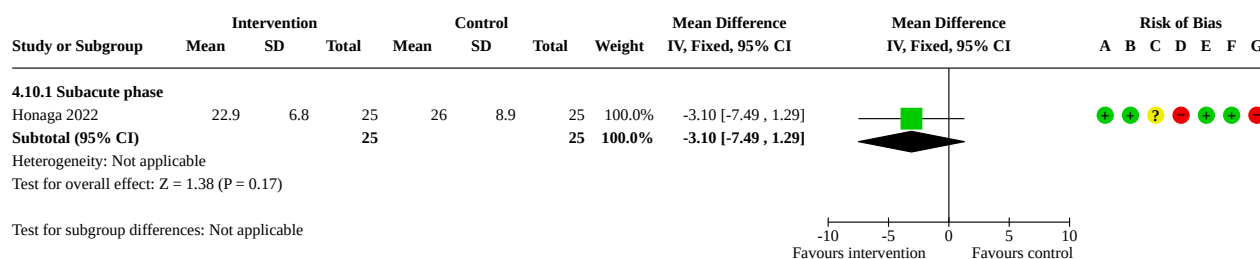 Intervention Control Mean Difference Mean Difference Risk of Bias
Study or Subgroup Mean SD Total Mean SD Total Weight IV, Fixed, 95% CI IV, Fixed, 95% CI A B C D E F G
4.10.1 Subacute phase
Honaga 2022 22.9 6.8 25 26 8.9 25 100.0% -3.10 [-7.49 , 1.29] + + ? − + + −
Subtotal (95% CI) 25 25 100.0% -3.10 [-7.49 , 1.29]
Heterogeneity: Not applicable
Test for overall effect: Z = 1.38 (P = 0.17)
Test for subgroup differences: Not applicable
-10 -5 0 5 10
Favours intervention Favours control